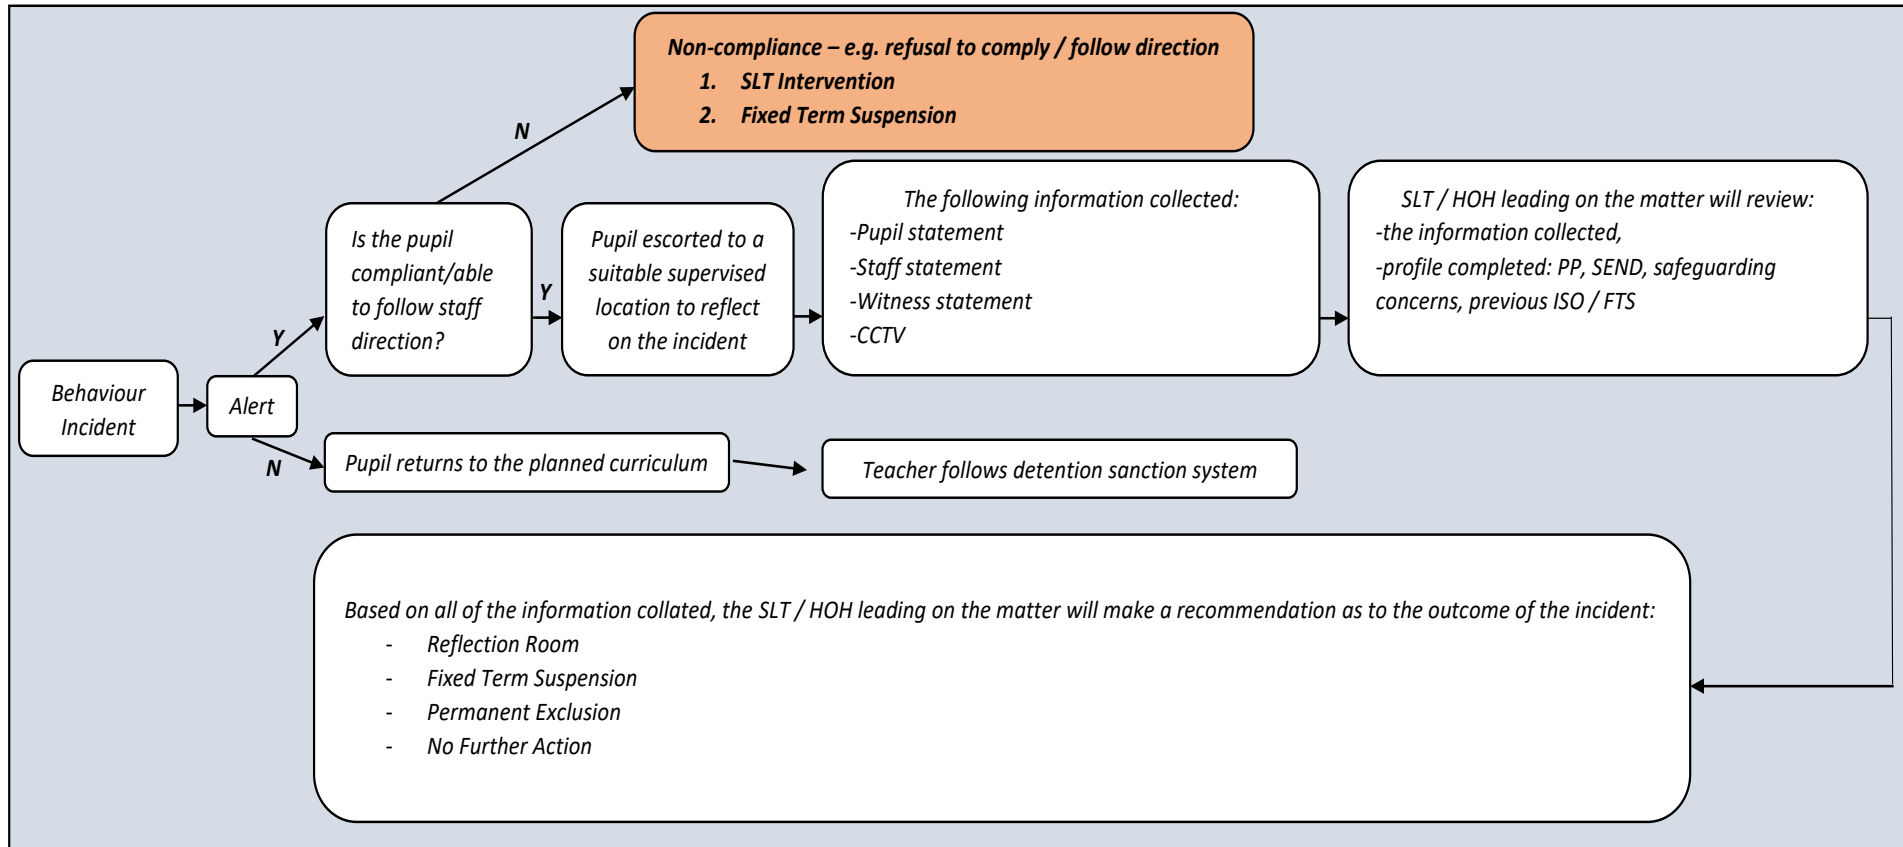 Non-compliance – e.g. refusal to comply / follow direction
1. SLT Intervention
2. Fixed Term Suspension
N
Is the pupil
compliant/able
to follow staff
direction?
Y
Pupil escorted to a
suitable supervised
location to reflect
on the incident
The following information collected:
-Pupil statement
-Staff statement
-Witness statement
-CCTV
SLT / HOH leading on the matter will review:
-the information collected,
-profile completed: PP, SEND, safeguarding
concerns, previous ISO / FTS
Y
Behaviour
Incident
Alert
N
Pupil returns to the planned curriculum
Teacher follows detention sanction system
Based on all of the information collated, the SLT / HOH leading on the matter will make a recommendation as to the outcome of the incident:
- Reflection Room
- Fixed Term Suspension
- Permanent Exclusion
- No Further Action